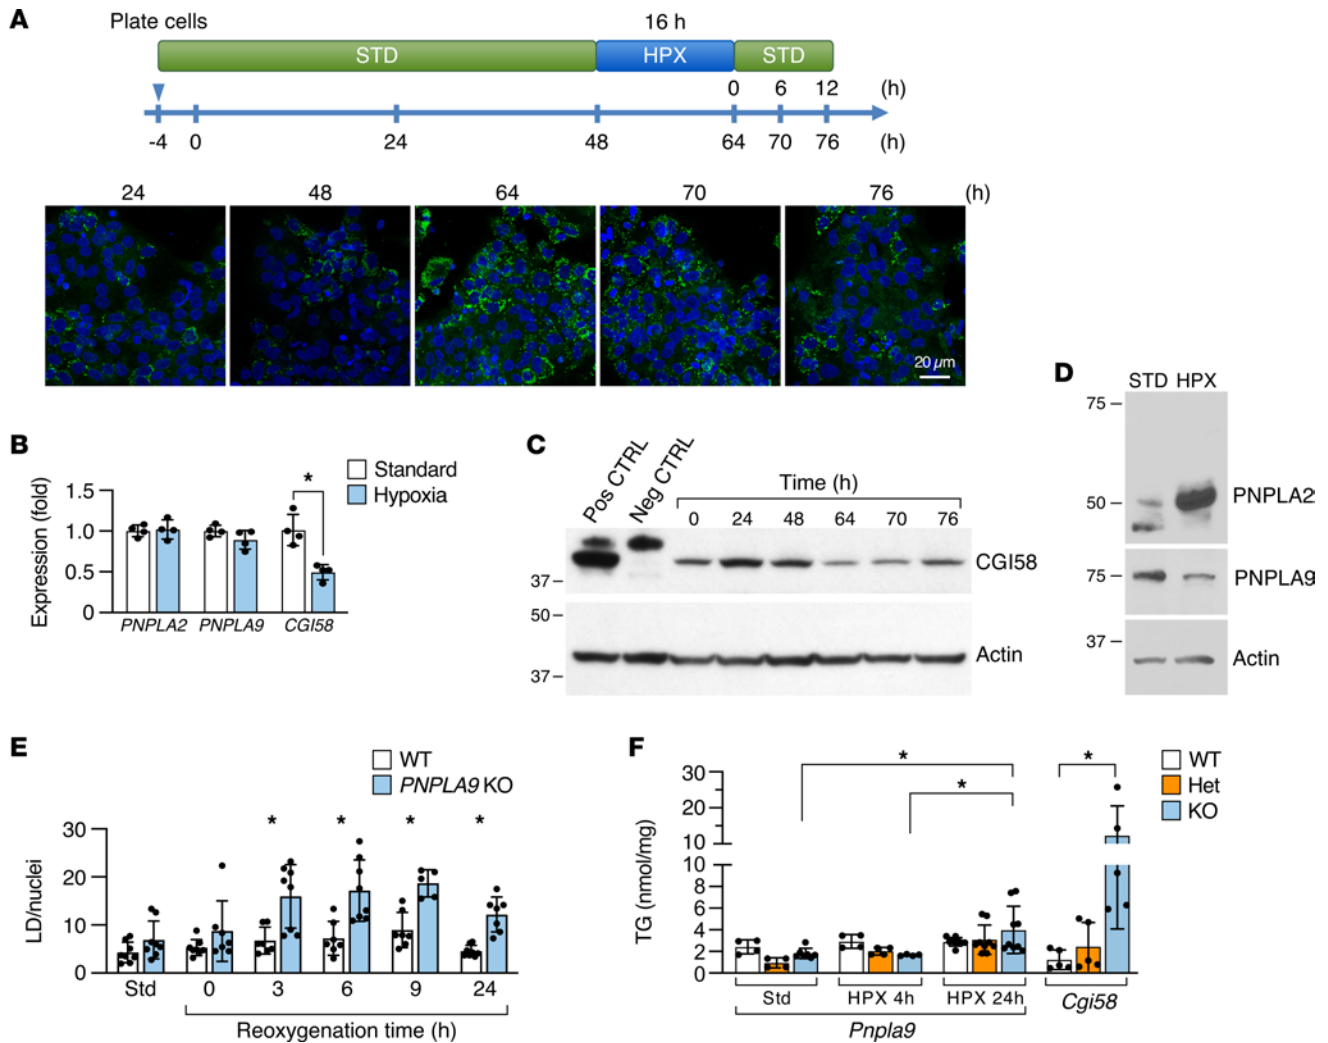 A
Plate cells
16 h
STD
HPX
STD
0 6 12 (h)
-4 0 24 48 64 70 76 (h)
24 48 64 70 76 (h)
20 µm
B
Standard
Hypoxia
*
Expression (fold)
1.5
1.0
0.5
0
PNPLA2 PNPLA9 CGI58
C
Pos CTRL
Neg CTRL
Time (h)
0 24 48 64 70 76
CGI58
37
50
Actin
37
D
STD HPX
75
PNPLA2
50
75
PNPLA9
37
Actin
E
WT
PNPLA9 KO
* * * *
LD/nuclei
30
20
10
0
Std 0 3 6 9 24
Reoxygenation time (h)
F
WT
Het
KO
* * *
TG (nmol/mg)
30
20
10
10
8
6
4
2
0
Std HPX 4h HPX 24h
Pnpla9
Cgi58